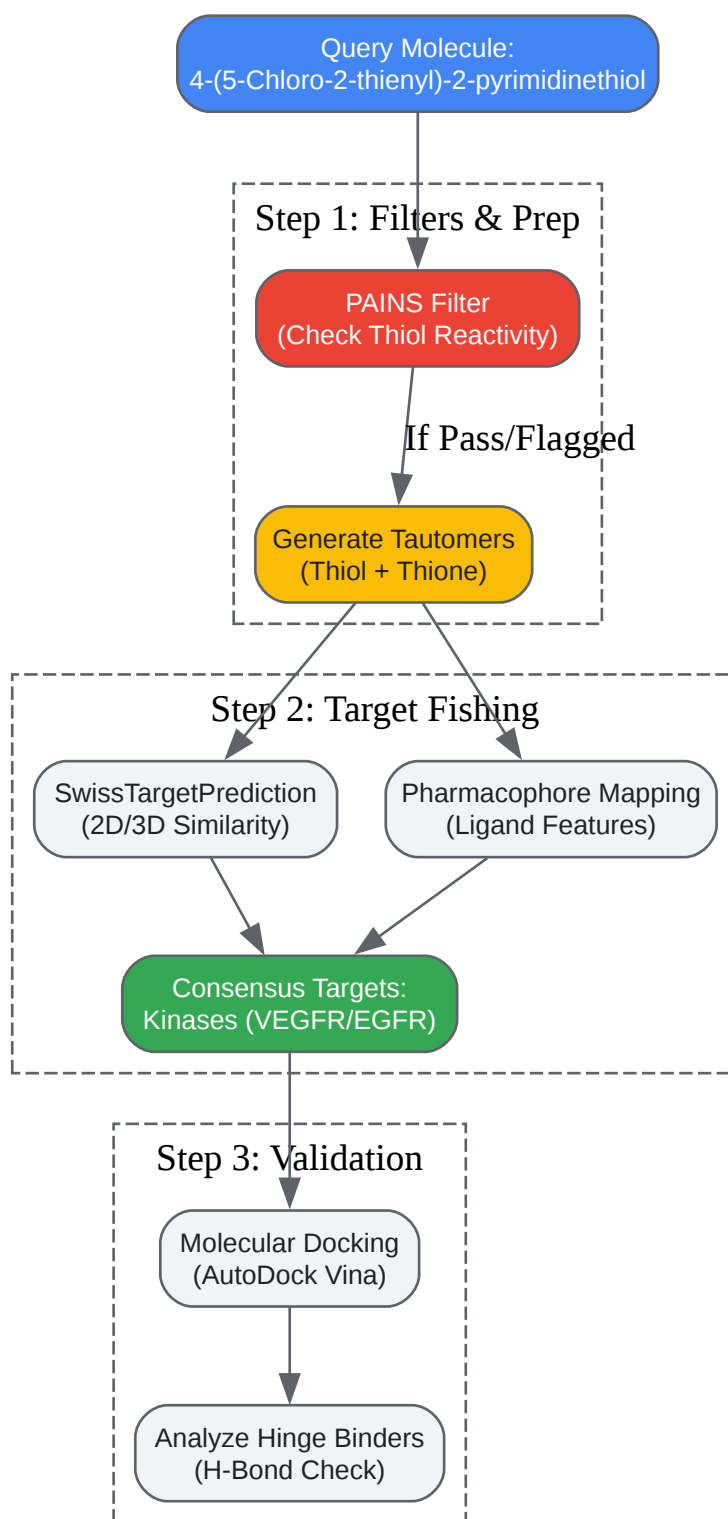 Query Molecule:
4-(5-Chloro-2-thienyl)-2-pyrimidinethiol
Step 1: Filters & Prep
PAINS Filter
(Check Thiol Reactivity)
If Pass/Flagged
Generate Tautomers
(Thiol + Thione)
Step 2: Target Fishing
SwissTargetPrediction
(2D/3D Similarity)
Pharmacophore Mapping
(Ligand Features)
Consensus Targets:
Kinases (VEGFR/EGFR)
Step 3: Validation
Molecular Docking
(AutoDock Vina)
Analyze Hinge Binders
(H-Bond Check)